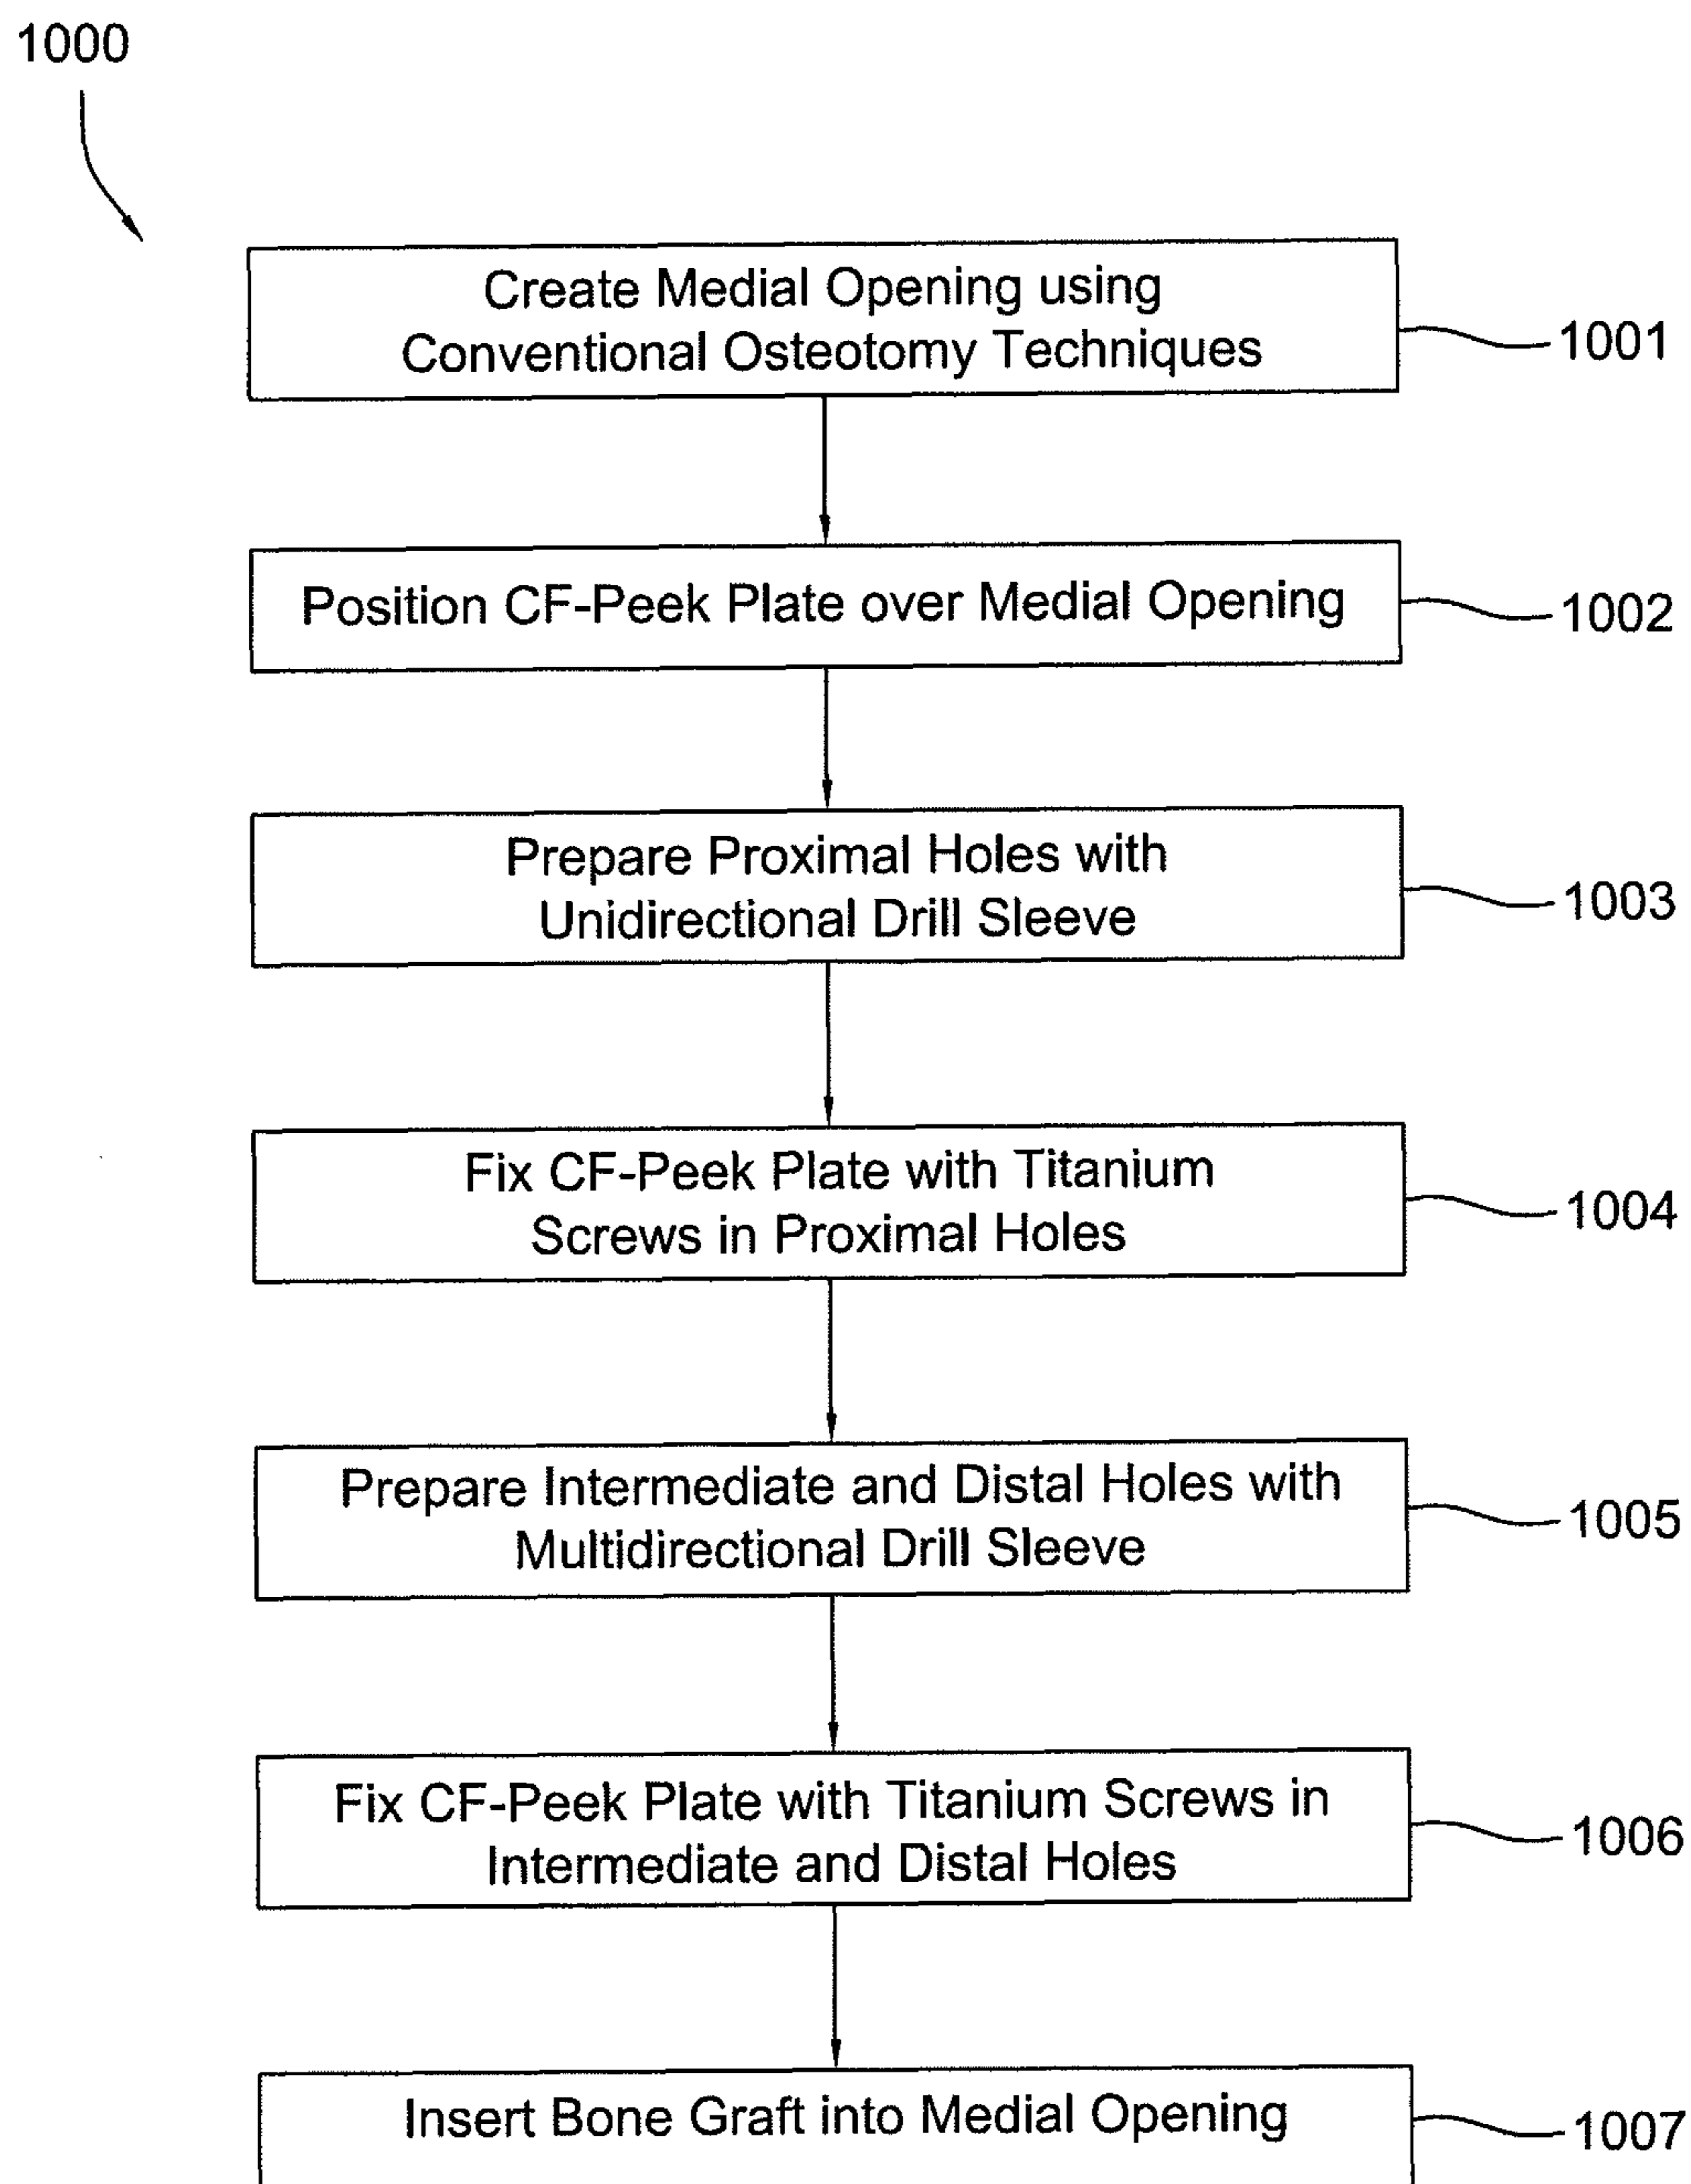 1000
Create Medial Opening using
Conventional Osteotomy Techniques
1001
Position CF-Peek Plate over Medial Opening
1002
Prepare Proximal Holes with
Unidirectional Drill Sleeve
1003
Fix CF-Peek Plate with Titanium
Screws in Proximal Holes
1004
Prepare Intermediate and Distal Holes with
Multidirectional Drill Sleeve
1005
Fix CF-Peek Plate with Titanium Screws in
Intermediate and Distal Holes
1006
Insert Bone Graft into Medial Opening
1007